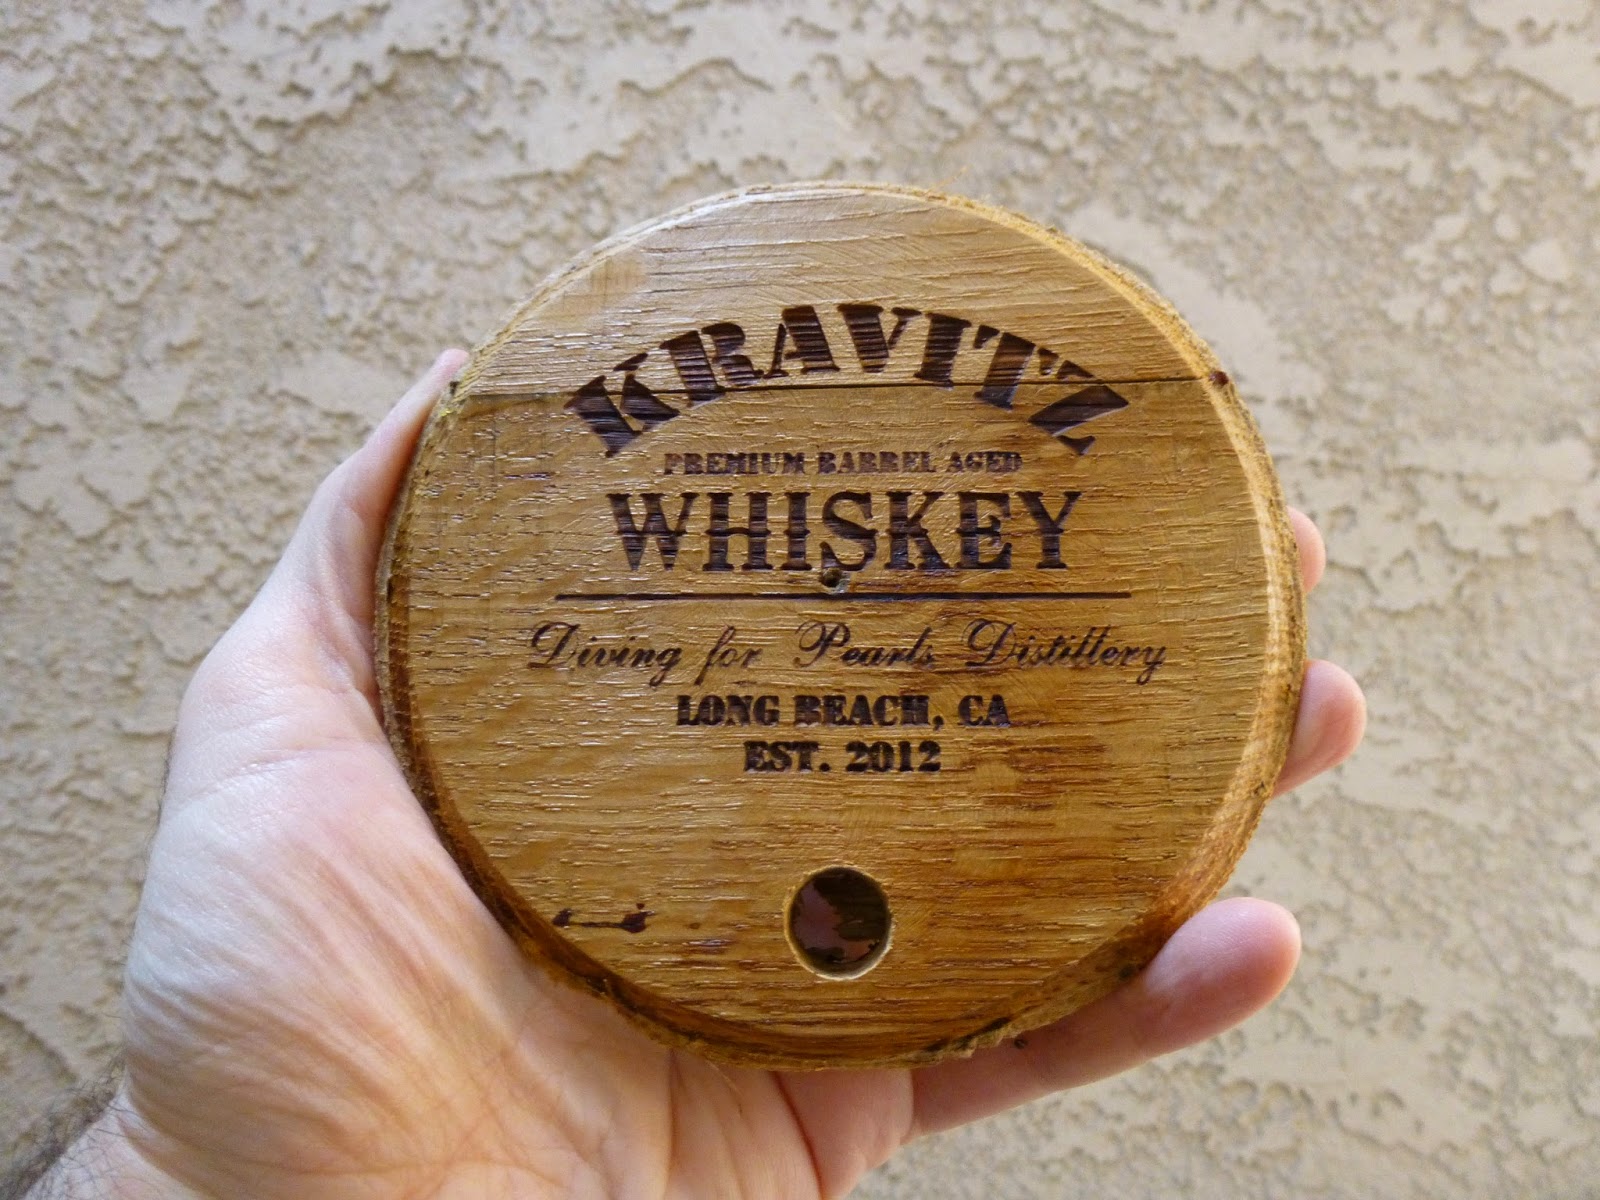 KRAVITZ
PREMIUM BARREL AGED
WHISKEY
Diving for Pearls Distillery
LONG BEACH, CA
EST. 2012